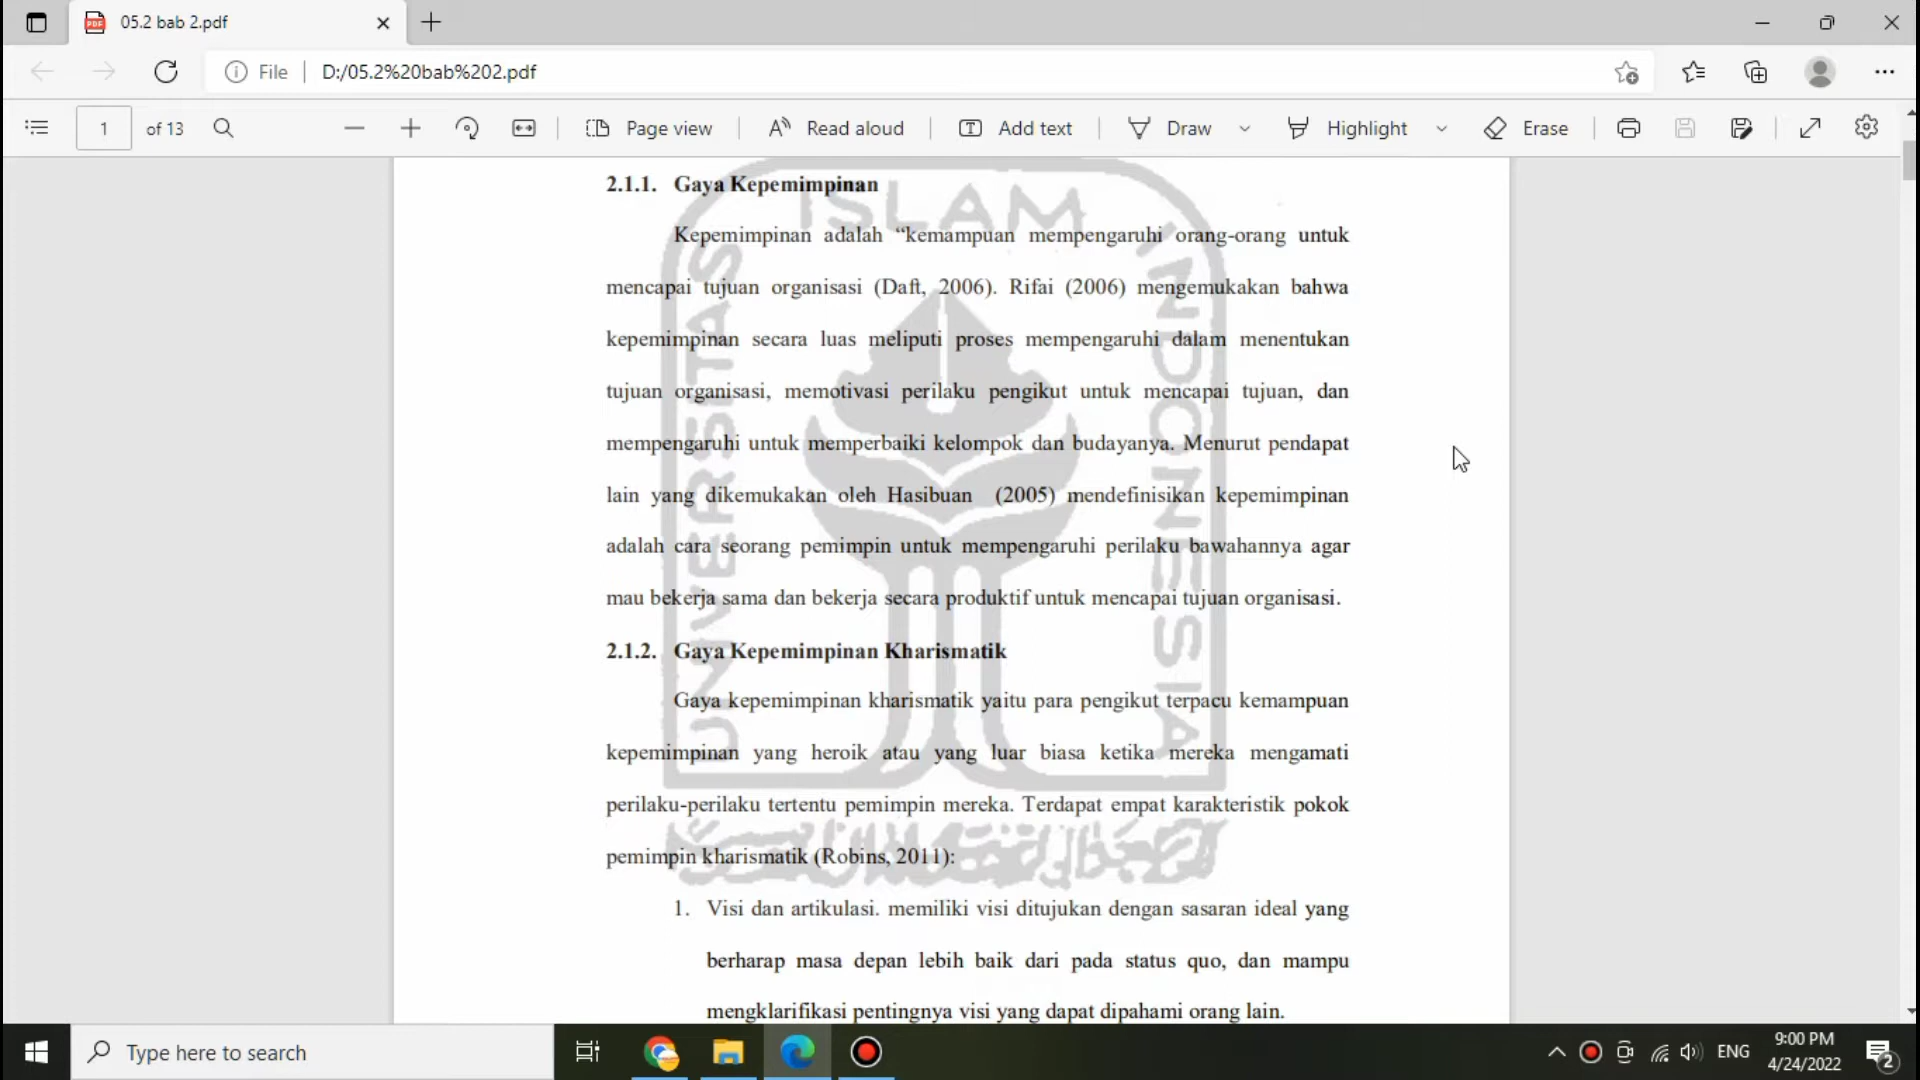 05.2 bab 2.pdf
File
D:/05.2%20bab%202.pdf
1 of 13
Page view
Read aloud
Add text
Draw
Highlight
Erase
2.1.1. Gaya Kepemimpinan
Kepemimpinan adalah “kemampuan mempengaruhi orang-orang untuk
mencapai tujuan organisasi (Daft, 2006). Rifai (2006) mengemukakan bahwa
kepemimpinan secara luas meliputi proses mempengaruhi dalam menentukan
tujuan organisasi, memotivasi perilaku pengikut untuk mencapai tujuan, dan
mempengaruhi untuk memperbaiki kelompok dan budayanya. Menurut pendapat
lain yang dikemukakan oleh Hasibuan (2005) mendefinisikan kepemimpinan
adalah cara seorang pemimpin untuk mempengaruhi perilaku bawahannya agar
mau bekerja sama dan bekerja secara produktif untuk mencapai tujuan organisasi.
2.1.2. Gaya Kepemimpinan Kharismatik
Gaya kepemimpinan kharismatik yaitu para pengikut terpacu kemampuan
kepemimpinan yang heroik atau yang luar biasa ketika mereka mengamati
perilaku-perilaku tertentu pemimpin mereka. Terdapat empat karakteristik pokok
pemimpin kharismatik (Robins, 2011):
1. Visi dan artikulasi. memiliki visi ditujukan dengan sasaran ideal yang
berharap masa depan lebih baik dari pada status quo, dan mampu
mengklarifikasi pentingnya visi yang dapat dipahami orang lain.
UNIVERSITAS
ISLAM
INDONESIA
Type here to search
ENG
9:00 PM
4/24/2022
2